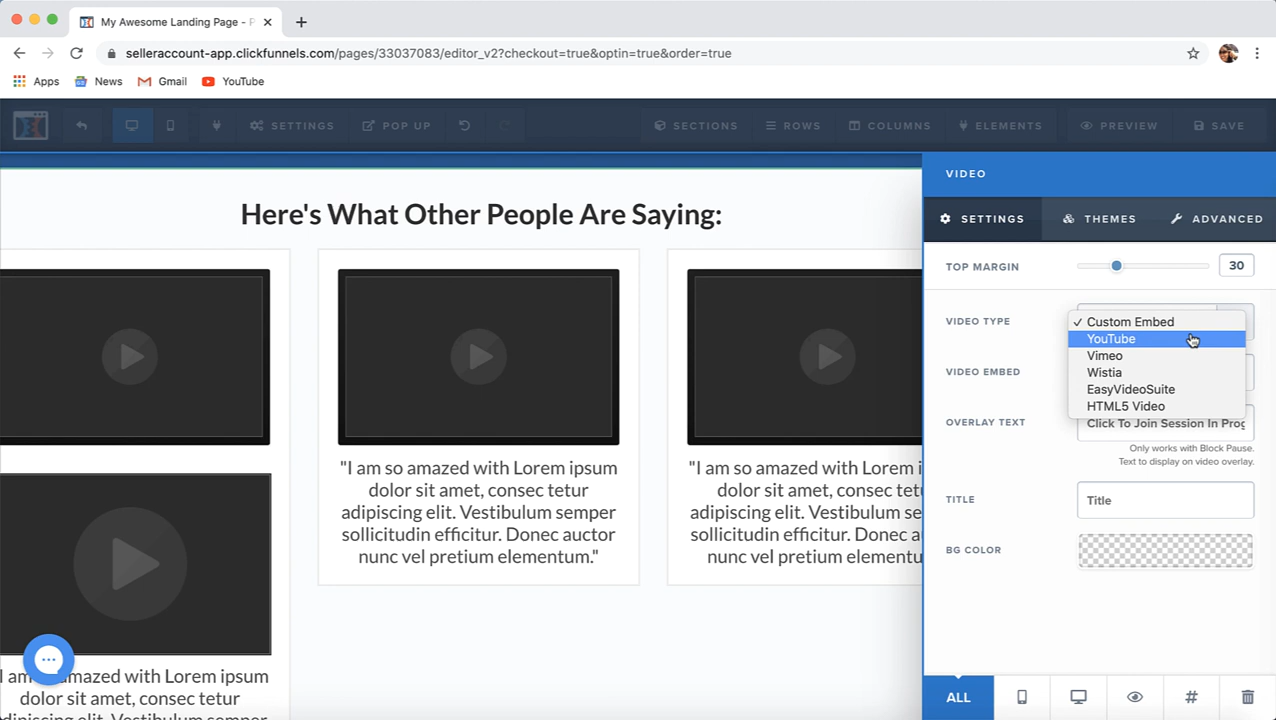 My Awesome Landing Page - P
selleraccount-app.clickfunnels.com/pages/33037083/editor_v2?checkout=true&optin=true&order=true
Apps News Gmail YouTube
SETTINGS POP UP SECTIONS ROWS COLUMNS ELEMENTS PREVIEW SAVE
Here's What Other People Are Saying:
"I am so amazed with Lorem ipsum
dolor sit amet, consec tetur
adipiscing elit. Vestibulum semper
sollicitudin efficitur. Donec auctor
nunc vel pretium elementum."
"I am so amazed with Lorem i
dolor sit amet, consec tetu
adipiscing elit. Vestibulum se
sollicitudin efficitur. Donec a
nunc vel pretium elementu
I am amazed with Lorem ipsum
dolor sit amet, consec tetur
adipiscing elit. Vestibulum semper
VIDEO
SETTINGS THEMES ADVANCED
TOP MARGIN 30
VIDEO TYPE
✓ Custom Embed
YouTube
Vimeo
Wistia
EasyVideoSuite
HTML5 Video
VIDEO EMBED
OVERLAY TEXT Click To Join Session In Prog
Only works with Block Pause.
Text to display on video overlay.
TITLE Title
BG COLOR
ALL #